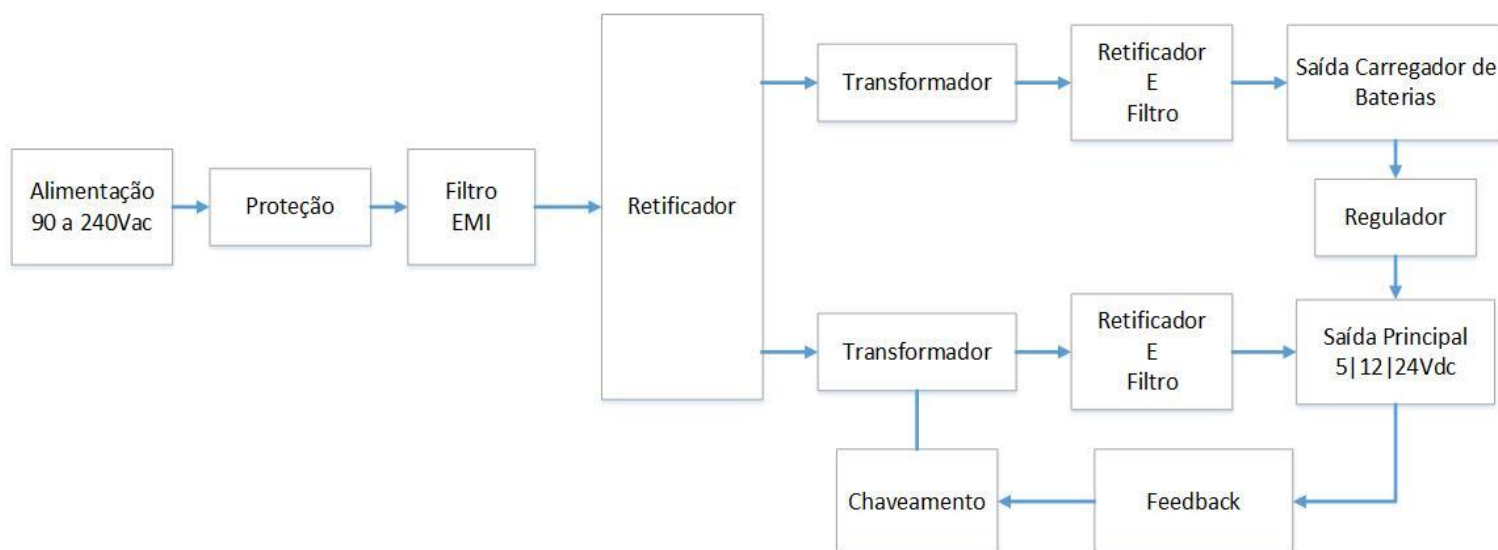 Alimentação
90 a 240Vac
Proteção
Filtro
EMI
Retificador
Transformador
Retificador
E
Filtro
Saída Carregador de
Baterias
Regulador
Transformador
Retificador
E
Filtro
Saída Principal
5|12|24Vdc
Chaveamento
Feedback